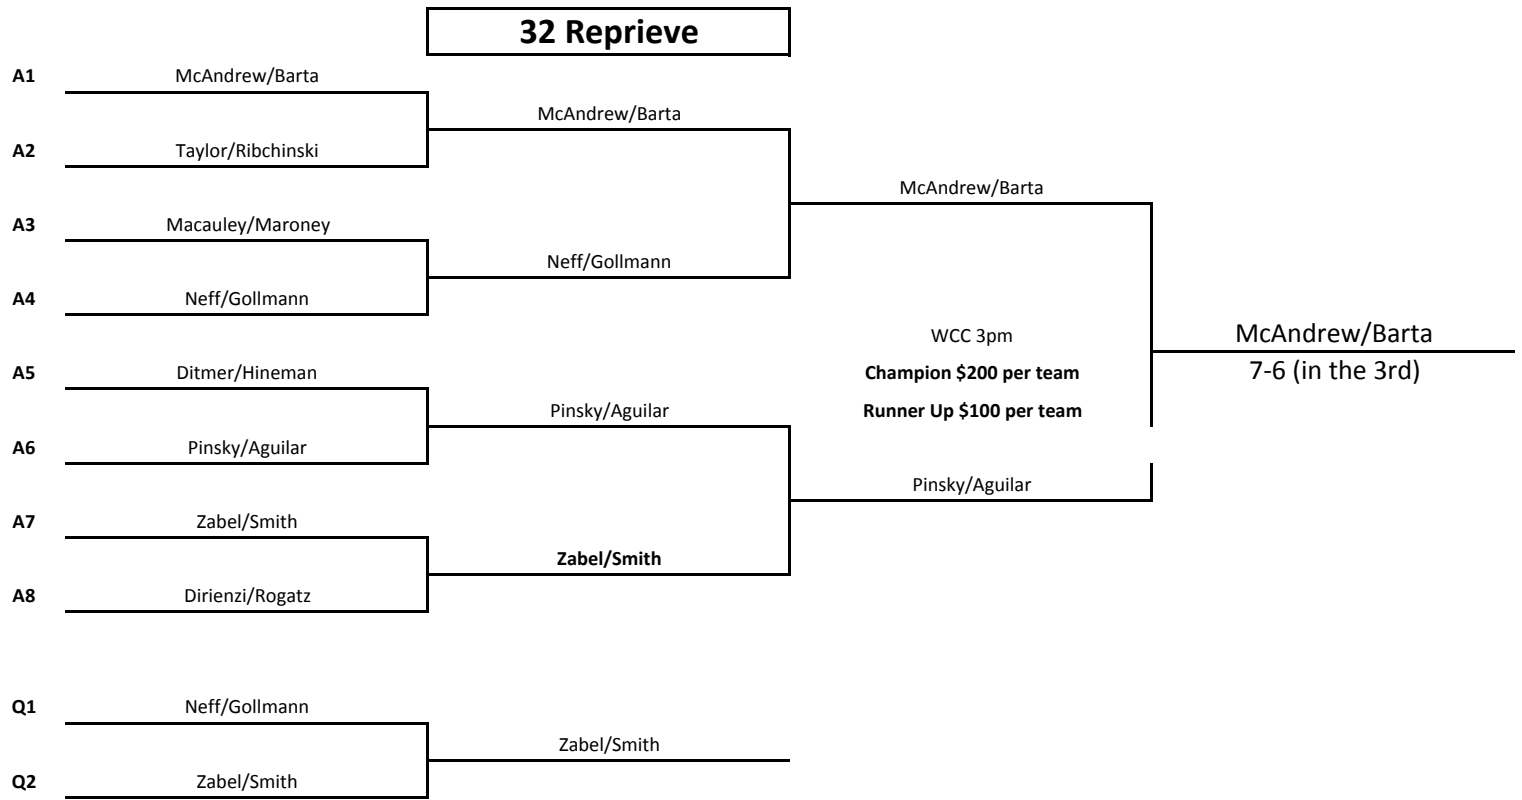 32 Reprieve
A1 McAndrew/Barta
McAndrew/Barta
A2 Taylor/Ribchinski
McAndrew/Barta
A3 Macauley/Maroney
Neff/Gollmann
A4 Neff/Gollmann
WCC 3pm
McAndrew/Barta
A5 Ditmer/Hineman
Champion $200 per team
7-6 (in the 3rd)
Pinsky/Aguilar
Runner Up $100 per team
A6 Pinsky/Aguilar
Pinsky/Aguilar
A7 Zabel/Smith
Zabel/Smith
A8 Dirienzi/Rogatz
Q1 Neff/Gollmann
Zabel/Smith
Q2 Zabel/Smith